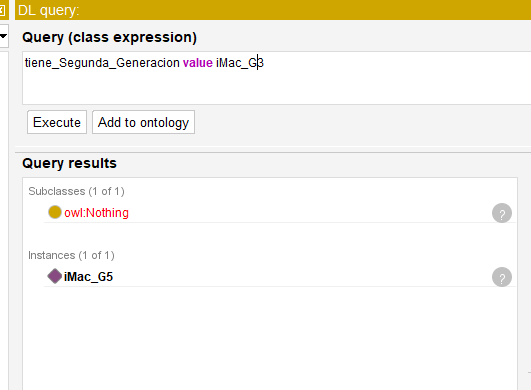 DL query:
Query (class expression)
tiene_Segunda_Generacion value iMac_G3
Execute Add to ontology
Query results
Subclasses (1 of 1)
owl:Nothing ?
Instances (1 of 1)
iMac_G5 ?